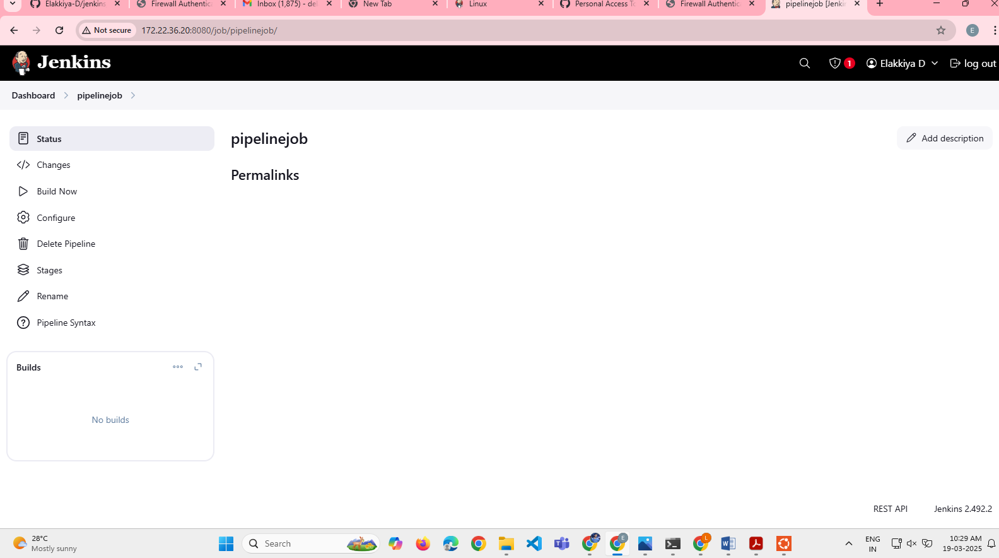 Elakkiya-D/jenkins
Firewall Authentica
Inbox (1,875) - del
New Tab
Linux
Personal Access To
Firewall Authentic
pipelinejob [Jenkin
Not secure
172.22.36.20:8080/job/pipelinejob/
E
Jenkins
1
Elakkiya D
log out
Dashboard
pipelinejob
Status
Changes
Build Now
Configure
Delete Pipeline
Stages
Rename
Pipeline Syntax
pipelinejob
Add description
Permalinks
Builds
No builds
REST API
Jenkins 2.492.2
28°C
Mostly sunny
Search
E
L
ENG
IN
10:29 AM
19-03-2025